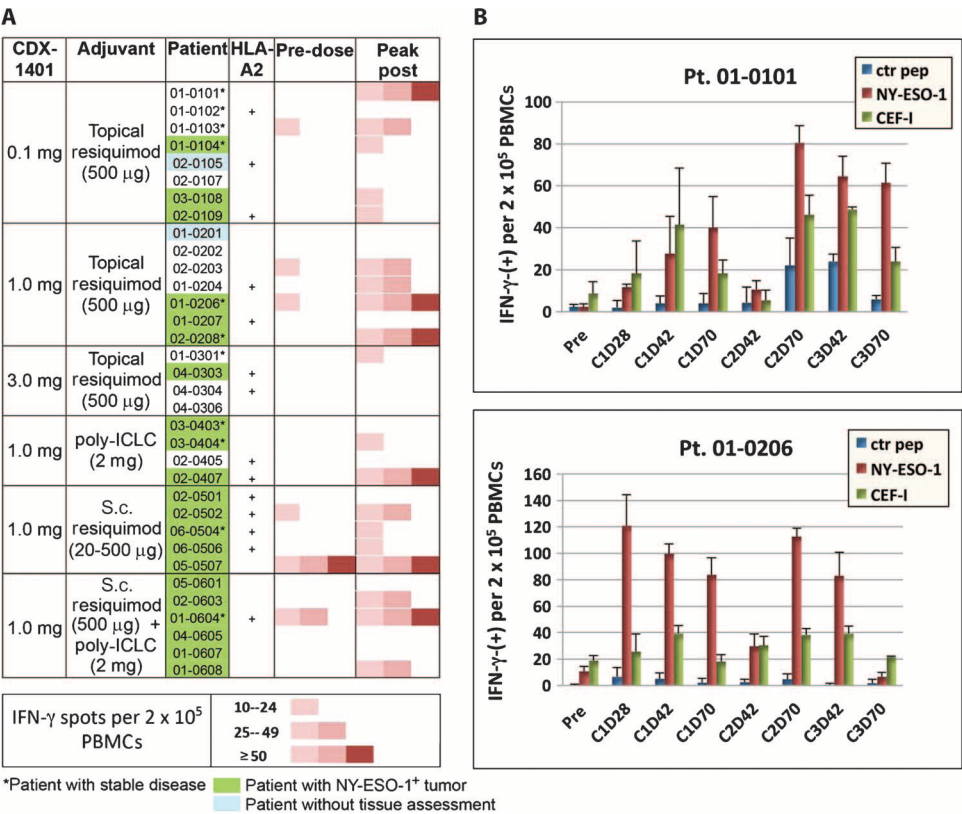 A
CDX-1401 Adjuvant Patient HLA-A2 Pre-dose Peak post
0.1 mg
Topical resiquimod (500 μg)
01-0101*
01-0102* +
01-0103*
01-0104*
02-0105 +
02-0107
03-0108
02-0109 +
1.0 mg
Topical resiquimod (500 μg)
01-0201
02-0202
02-0203
01-0204 +
01-0206*
01-0207 +
02-0208*
3.0 mg
Topical resiquimod (500 μg)
01-0301*
04-0303 +
04-0304 +
04-0306
1.0 mg
poly-ICLC (2 mg)
03-0403*
03-0404*
02-0405 +
02-0407 +
1.0 mg
S.c. resiquimod (20-500 μg)
02-0501 +
02-0502 +
06-0504* +
06-0506 +
05-0507
1.0 mg
S.c. resiquimod (500 μg) + poly-ICLC (2 mg)
05-0601
02-0603
01-0604* +
04-0605
01-0607
01-0608
IFN-γ spots per 2 x 10⁵ PBMCs
10--24
25--49
≥50
*Patient with stable disease
Patient with NY-ESO-1⁺ tumor
Patient without tissue assessment
B
Pt. 01-0101
ctr pep
NY-ESO-1
CEF-I
IFN-γ-(+) per 2 x 10⁵ PBMCs
100
80
60
40
20
0
Pre C1D28 C1D42 C1D70 C2D42 C2D70 C3D42 C3D70
Pt. 01-0206
ctr pep
NY-ESO-1
CEF-I
IFN-γ-(+) per 2 x 10⁵ PBMCs
160
140
120
100
80
60
40
20
0
Pre C1D28 C1D42 C1D70 C2D42 C2D70 C3D42 C3D70